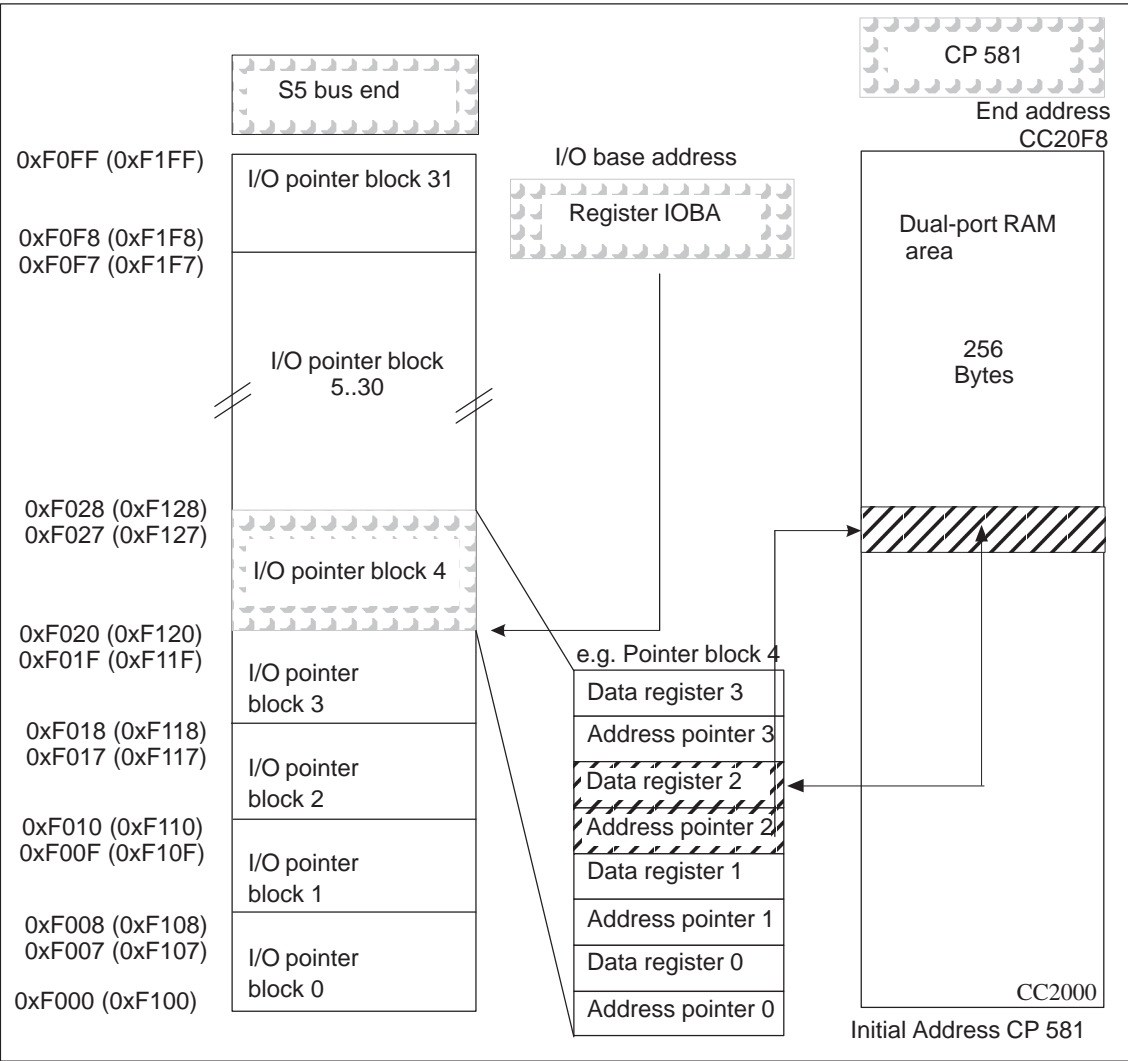 CP 581
S5 bus end
End address
CC20F8
0xF0FF (0xF1FF)
I/O pointer block 31
I/O base address
Register IOBA
Dual-port RAM
area
0xF0F8 (0xF1F8)
0xF0F7 (0xF1F7)
I/O pointer block
5..30
256
Bytes
0xF028 (0xF128)
0xF027 (0xF127)
I/O pointer block 4
0xF020 (0xF120)
0xF01F (0xF11F)
I/O pointer
block 3
e.g. Pointer block 4
Data register 3
Address pointer 3
Data register 2
Address pointer 2
Data register 1
Address pointer 1
Data register 0
Address pointer 0
0xF018 (0xF118)
0xF017 (0xF117)
I/O pointer
block 2
0xF010 (0xF110)
0xF00F (0xF10F)
I/O pointer
block 1
0xF008 (0xF108)
0xF007 (0xF107)
I/O pointer
block 0
0xF000 (0xF100)
CC2000
Initial Address CP 581